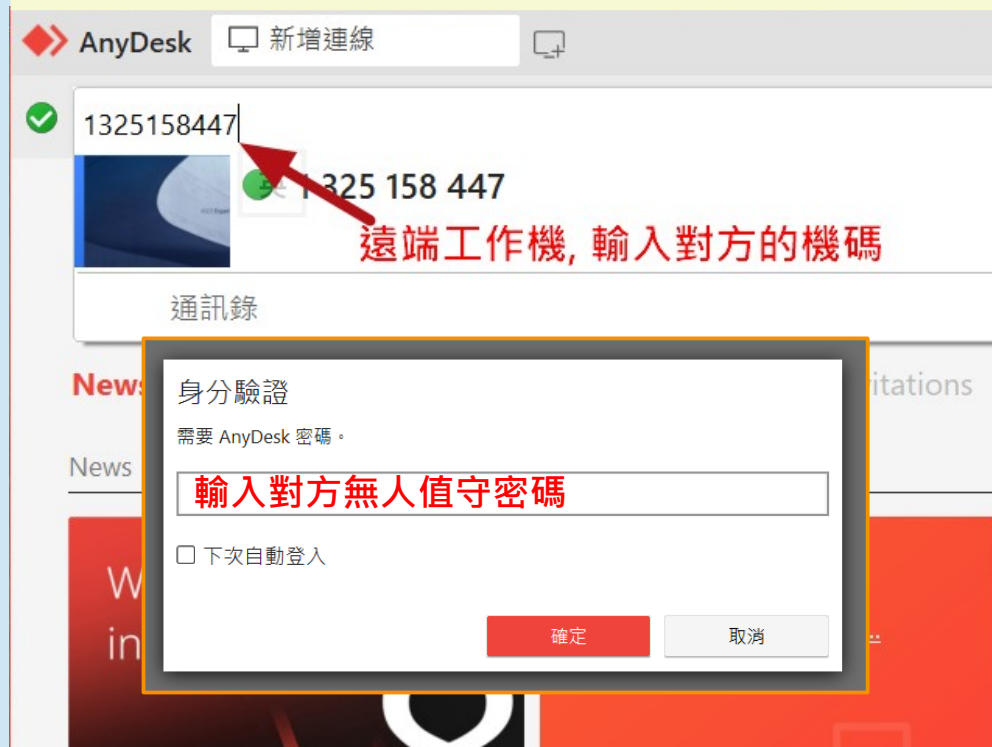 AnyDesk 新增連線
1325158447
1 325 158 447
遠端工作機, 輸入對方的機碼
通訊錄
身分驗證
需要 AnyDesk 密碼。
輸入對方無人值守密碼
下次自動登入
確定 取消
News
in